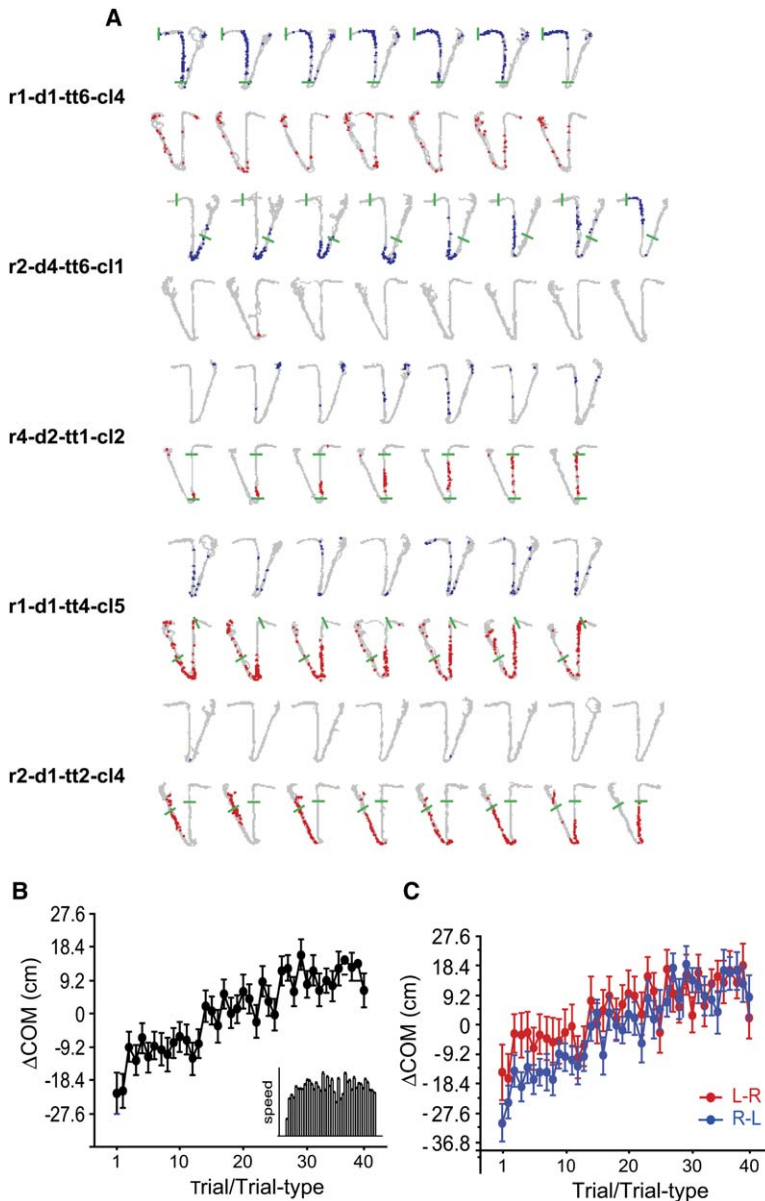 A
r1-d1-tt6-cl4
r2-d4-tt6-cl1
r4-d2-tt1-cl2
r1-d1-tt4-cl5
r2-d1-tt2-cl4
B
ΔCOM (cm)
27.6
18.4
9.2
0
-9.2
-18.4
-27.6
speed
1
10
20
30
40
Trial/Trial-type
C
ΔCOM (cm)
27.6
18.4
9.2
0
-9.2
-18.4
-27.6
-36.8
L-R
R-L
1
10
20
30
40
Trial/Trial-type